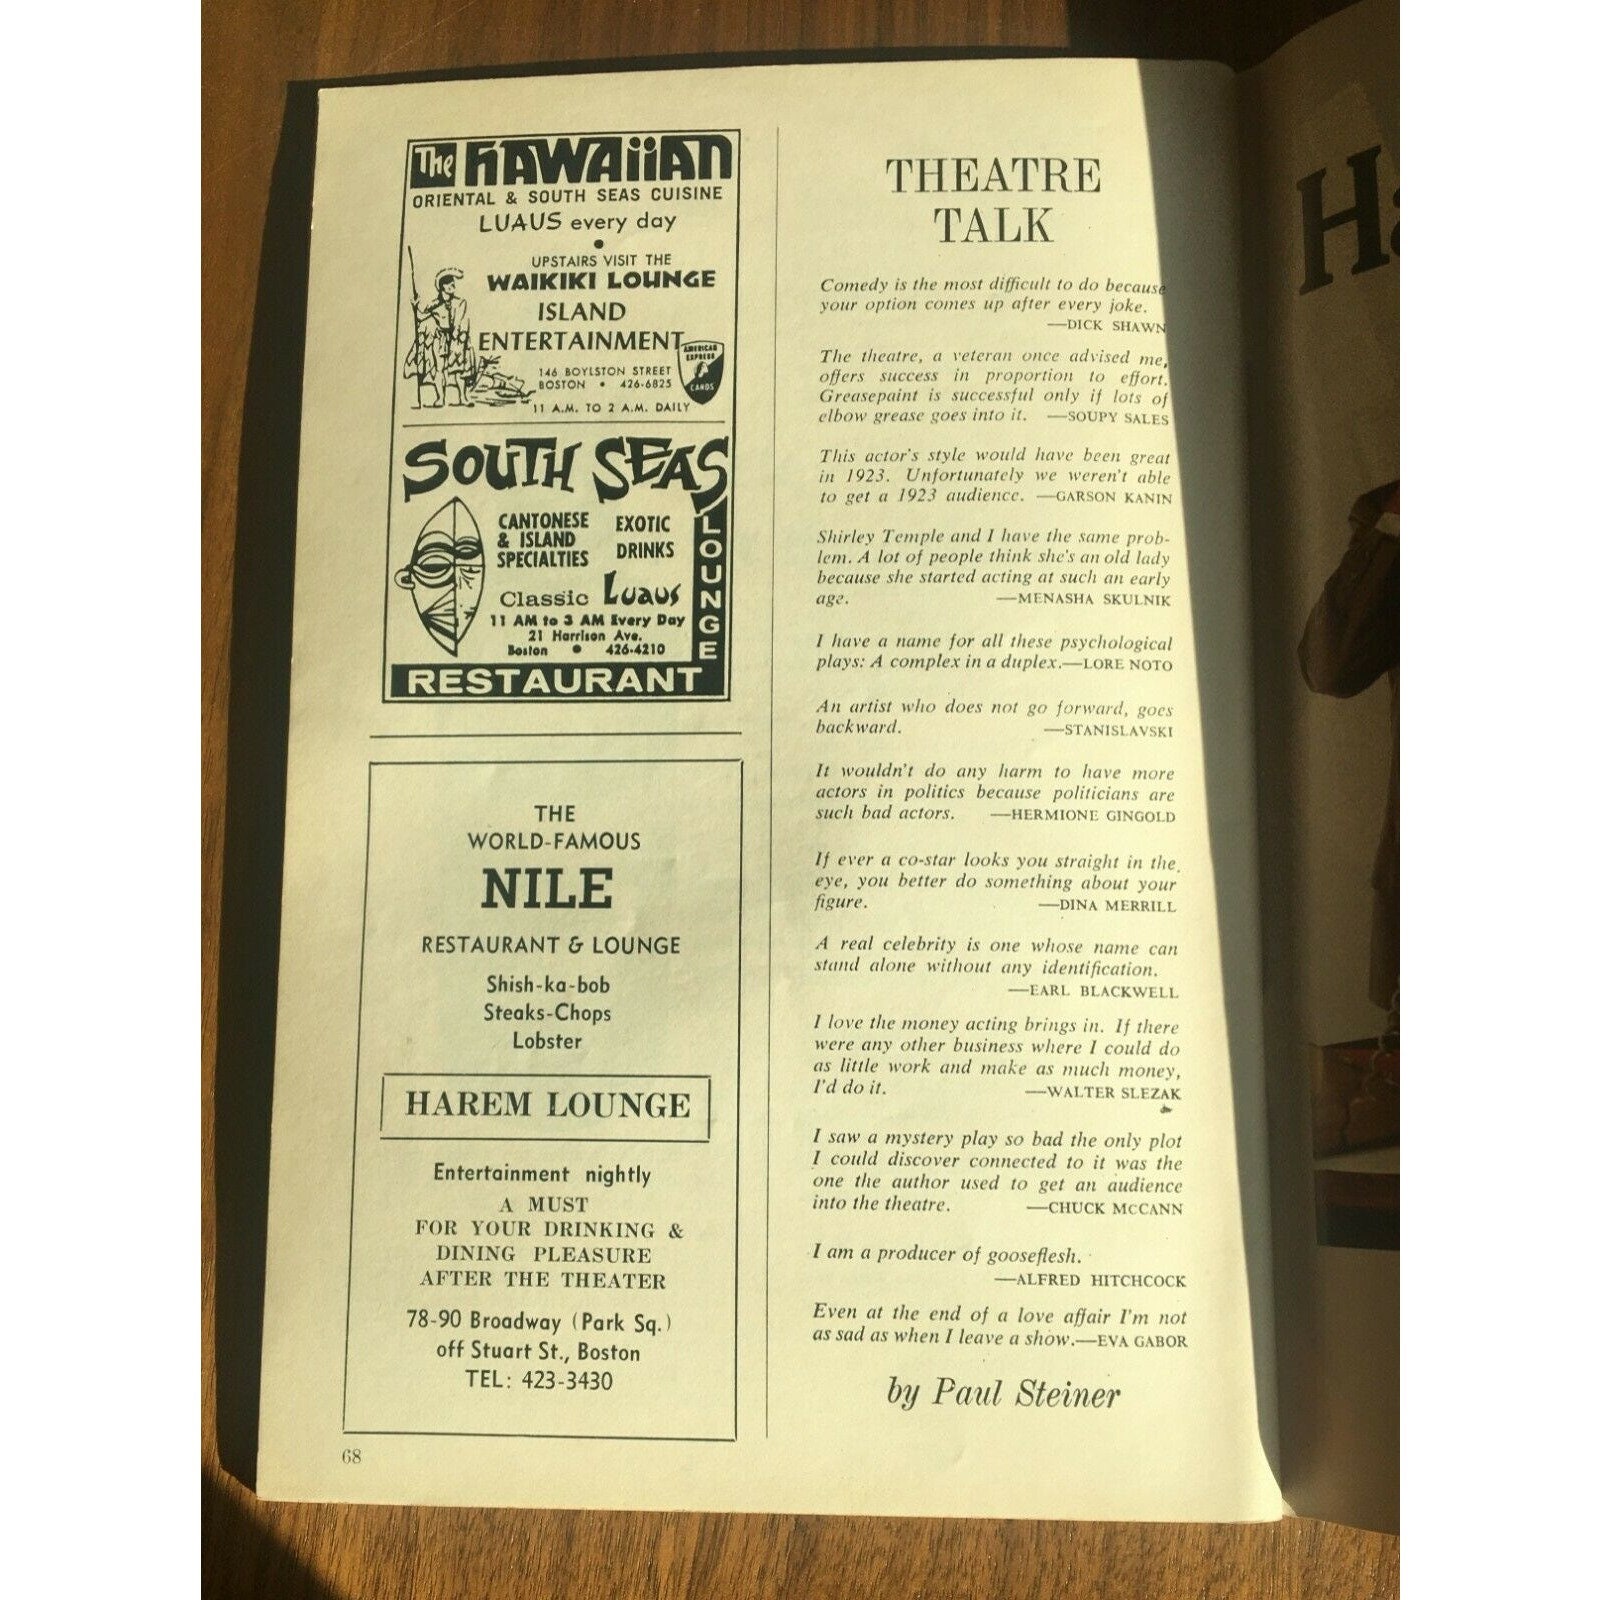 The HAWAiiAN
ORIENTAL & SOUTH SEAS CUISINE
LUAUS every day
•
UPSTAIRS VISIT THE
WAIKIKI LOUNGE
ISLAND
ENTERTAINMENT
AMERICAN
EXPRESS
CARDS
146 BOYLSTON STREET
BOSTON • 426-6825
11 A.M. TO 2 A.M. DAILY
SOUTH SEAS
LOUNGE
CANTONESE
& ISLAND
SPECIALTIES
EXOTIC
DRINKS
Classic Luaus
11 AM to 3 AM Every Day
21 Harrison Ave.
Boston • 426-4210
RESTAURANT
THE
WORLD-FAMOUS
NILE
RESTAURANT & LOUNGE
Shish-ka-bob
Steaks-Chops
Lobster
HAREM LOUNGE
Entertainment nightly
A MUST
FOR YOUR DRINKING &
DINING PLEASURE
AFTER THE THEATER
78-90 Broadway (Park Sq.)
off Stuart St., Boston
TEL: 423-3430
68
THEATRE
TALK
Comedy is the most difficult to do because
your option comes up after every joke.
—DICK SHAWN
The theatre, a veteran once advised me,
offers success in proportion to effort.
Greasepaint is successful only if lots of
elbow grease goes into it. —SOUPY SALES
This actor's style would have been great
in 1923. Unfortunately we weren't able
to get a 1923 audience. —GARSON KANIN
Shirley Temple and I have the same prob-
lem. A lot of people think she's an old lady
because she started acting at such an early
age. —MENASHA SKULNIK
I have a name for all these psychological
plays: A complex in a duplex.—LORE NOTO
An artist who does not go forward, goes
backward. —STANISLAVSKI
It wouldn't do any harm to have more
actors in politics because politicians are
such bad actors. —HERMIONE GINGOLD
If ever a co-star looks you straight in the
eye, you better do something about your
figure. —DINA MERRILL
A real celebrity is one whose name can
stand alone without any identification.
—EARL BLACKWELL
I love the money acting brings in. If there
were any other business where I could do
as little work and make as much money,
I'd do it. —WALTER SLEZAK
I saw a mystery play so bad the only plot
I could discover connected to it was the
one the author used to get an audience
into the theatre. —CHUCK McCANN
I am a producer of gooseflesh.
—ALFRED HITCHCOCK
Even at the end of a love affair I'm not
as sad as when I leave a show.—EVA GABOR
by Paul Steiner